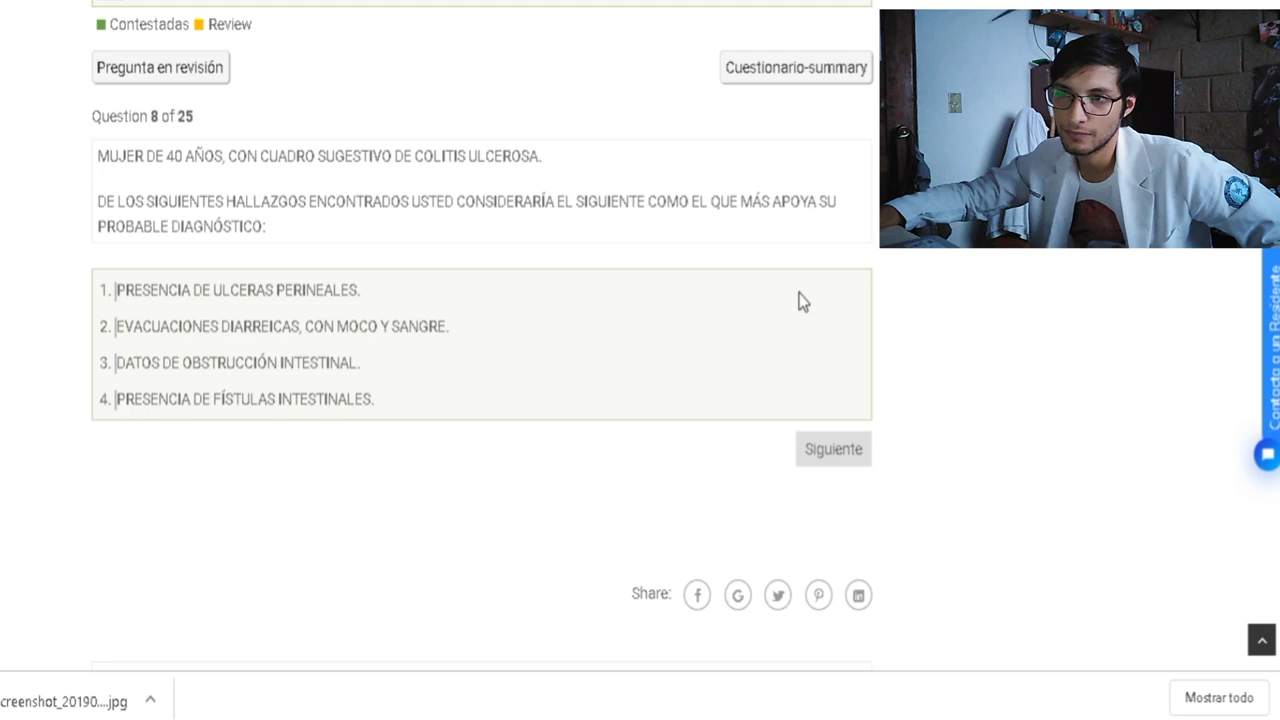 Contestadas Review
Pregunta en revisión
Cuestionario-summary
Question 8 of 25
MUJER DE 40 AÑOS, CON CUADRO SUGESTIVO DE COLITIS ULCEROSA.
DE LOS SIGUIENTES HALLAZGOS ENCONTRADOS USTED CONSIDERARÍA EL SIGUIENTE COMO EL QUE MÁS APOYA SU
PROBABLE DIAGNÓSTICO:
1. PRESENCIA DE ULCERAS PERINEALES.
2. EVACUACIONES DIARREICAS, CON MOCO Y SANGRE.
3. DATOS DE OBSTRUCCIÓN INTESTINAL.
4. PRESENCIA DE FÍSTULAS INTESTINALES.
Siguiente
Contacta a un Residente
Share:
creenshot_20190....jpg
Mostrar todo